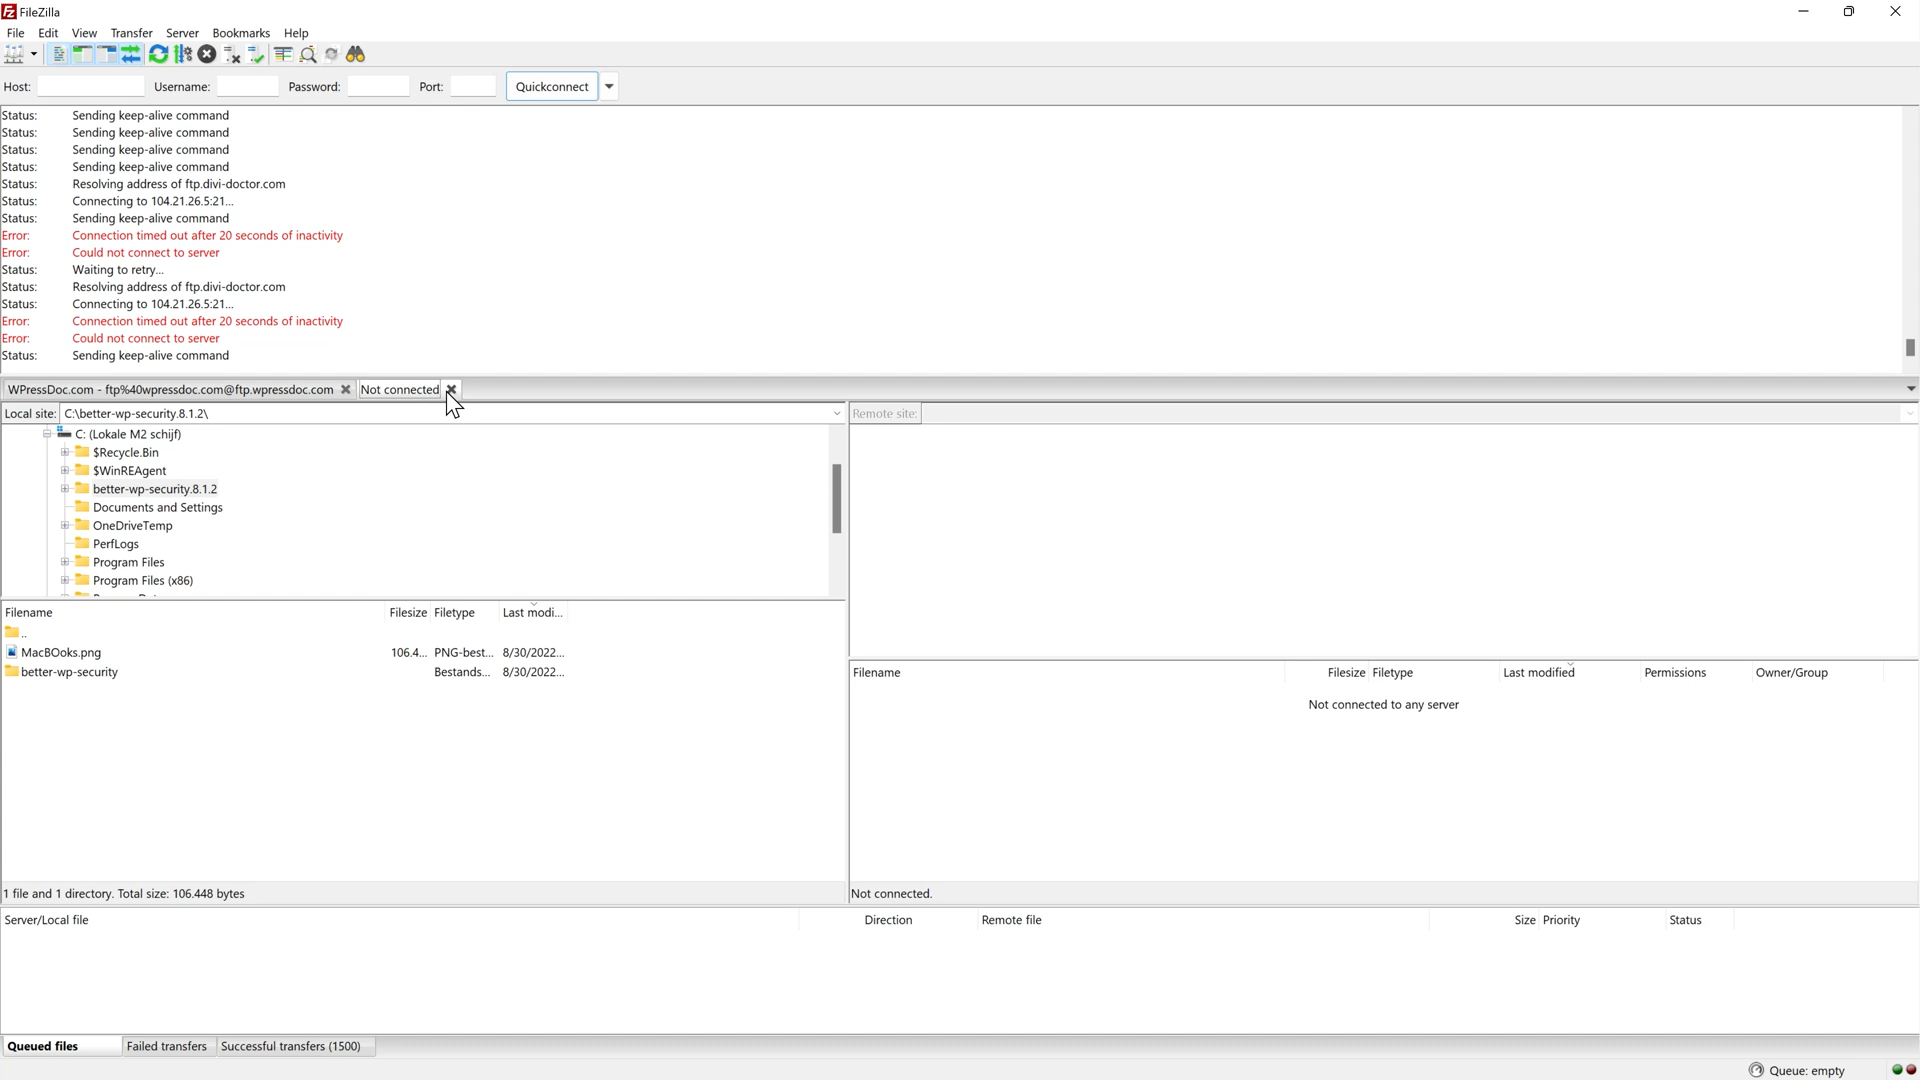 FileZilla
File Edit View Transfer Server Bookmarks Help
Host: Username: Password: Port: Quickconnect
Status: Sending keep-alive command
Status: Sending keep-alive command
Status: Sending keep-alive command
Status: Sending keep-alive command
Status: Resolving address of ftp.divi-doctor.com
Status: Connecting to 104.21.26.5:21...
Status: Sending keep-alive command
Error: Connection timed out after 20 seconds of inactivity
Error: Could not connect to server
Status: Waiting to retry...
Status: Resolving address of ftp.divi-doctor.com
Status: Connecting to 104.21.26.5:21...
Error: Connection timed out after 20 seconds of inactivity
Error: Could not connect to server
Status: Sending keep-alive command
WPressDoc.com - ftp%40wpressdoc.com@ftp.wpressdoc.com Not connected
Local site: C:\better-wp-security.8.1.2\
C: (Lokale M2 schijf)
$Recycle.Bin
$WinREAgent
better-wp-security.8.1.2
Documents and Settings
OneDriveTemp
PerfLogs
Program Files
Program Files (x86)
Filename Filesize Filetype Last modi...
..
MacBOoks.png 106.4... PNG-best... 8/30/2022...
better-wp-security Bestands... 8/30/2022...
1 file and 1 directory. Total size: 106.448 bytes
Remote site:
Filename Filesize Filetype Last modified Permissions Owner/Group
Not connected to any server
Not connected.
Server/Local file Direction Remote file Size Priority Status
Queued files Failed transfers Successful transfers (1500)
Queue: empty